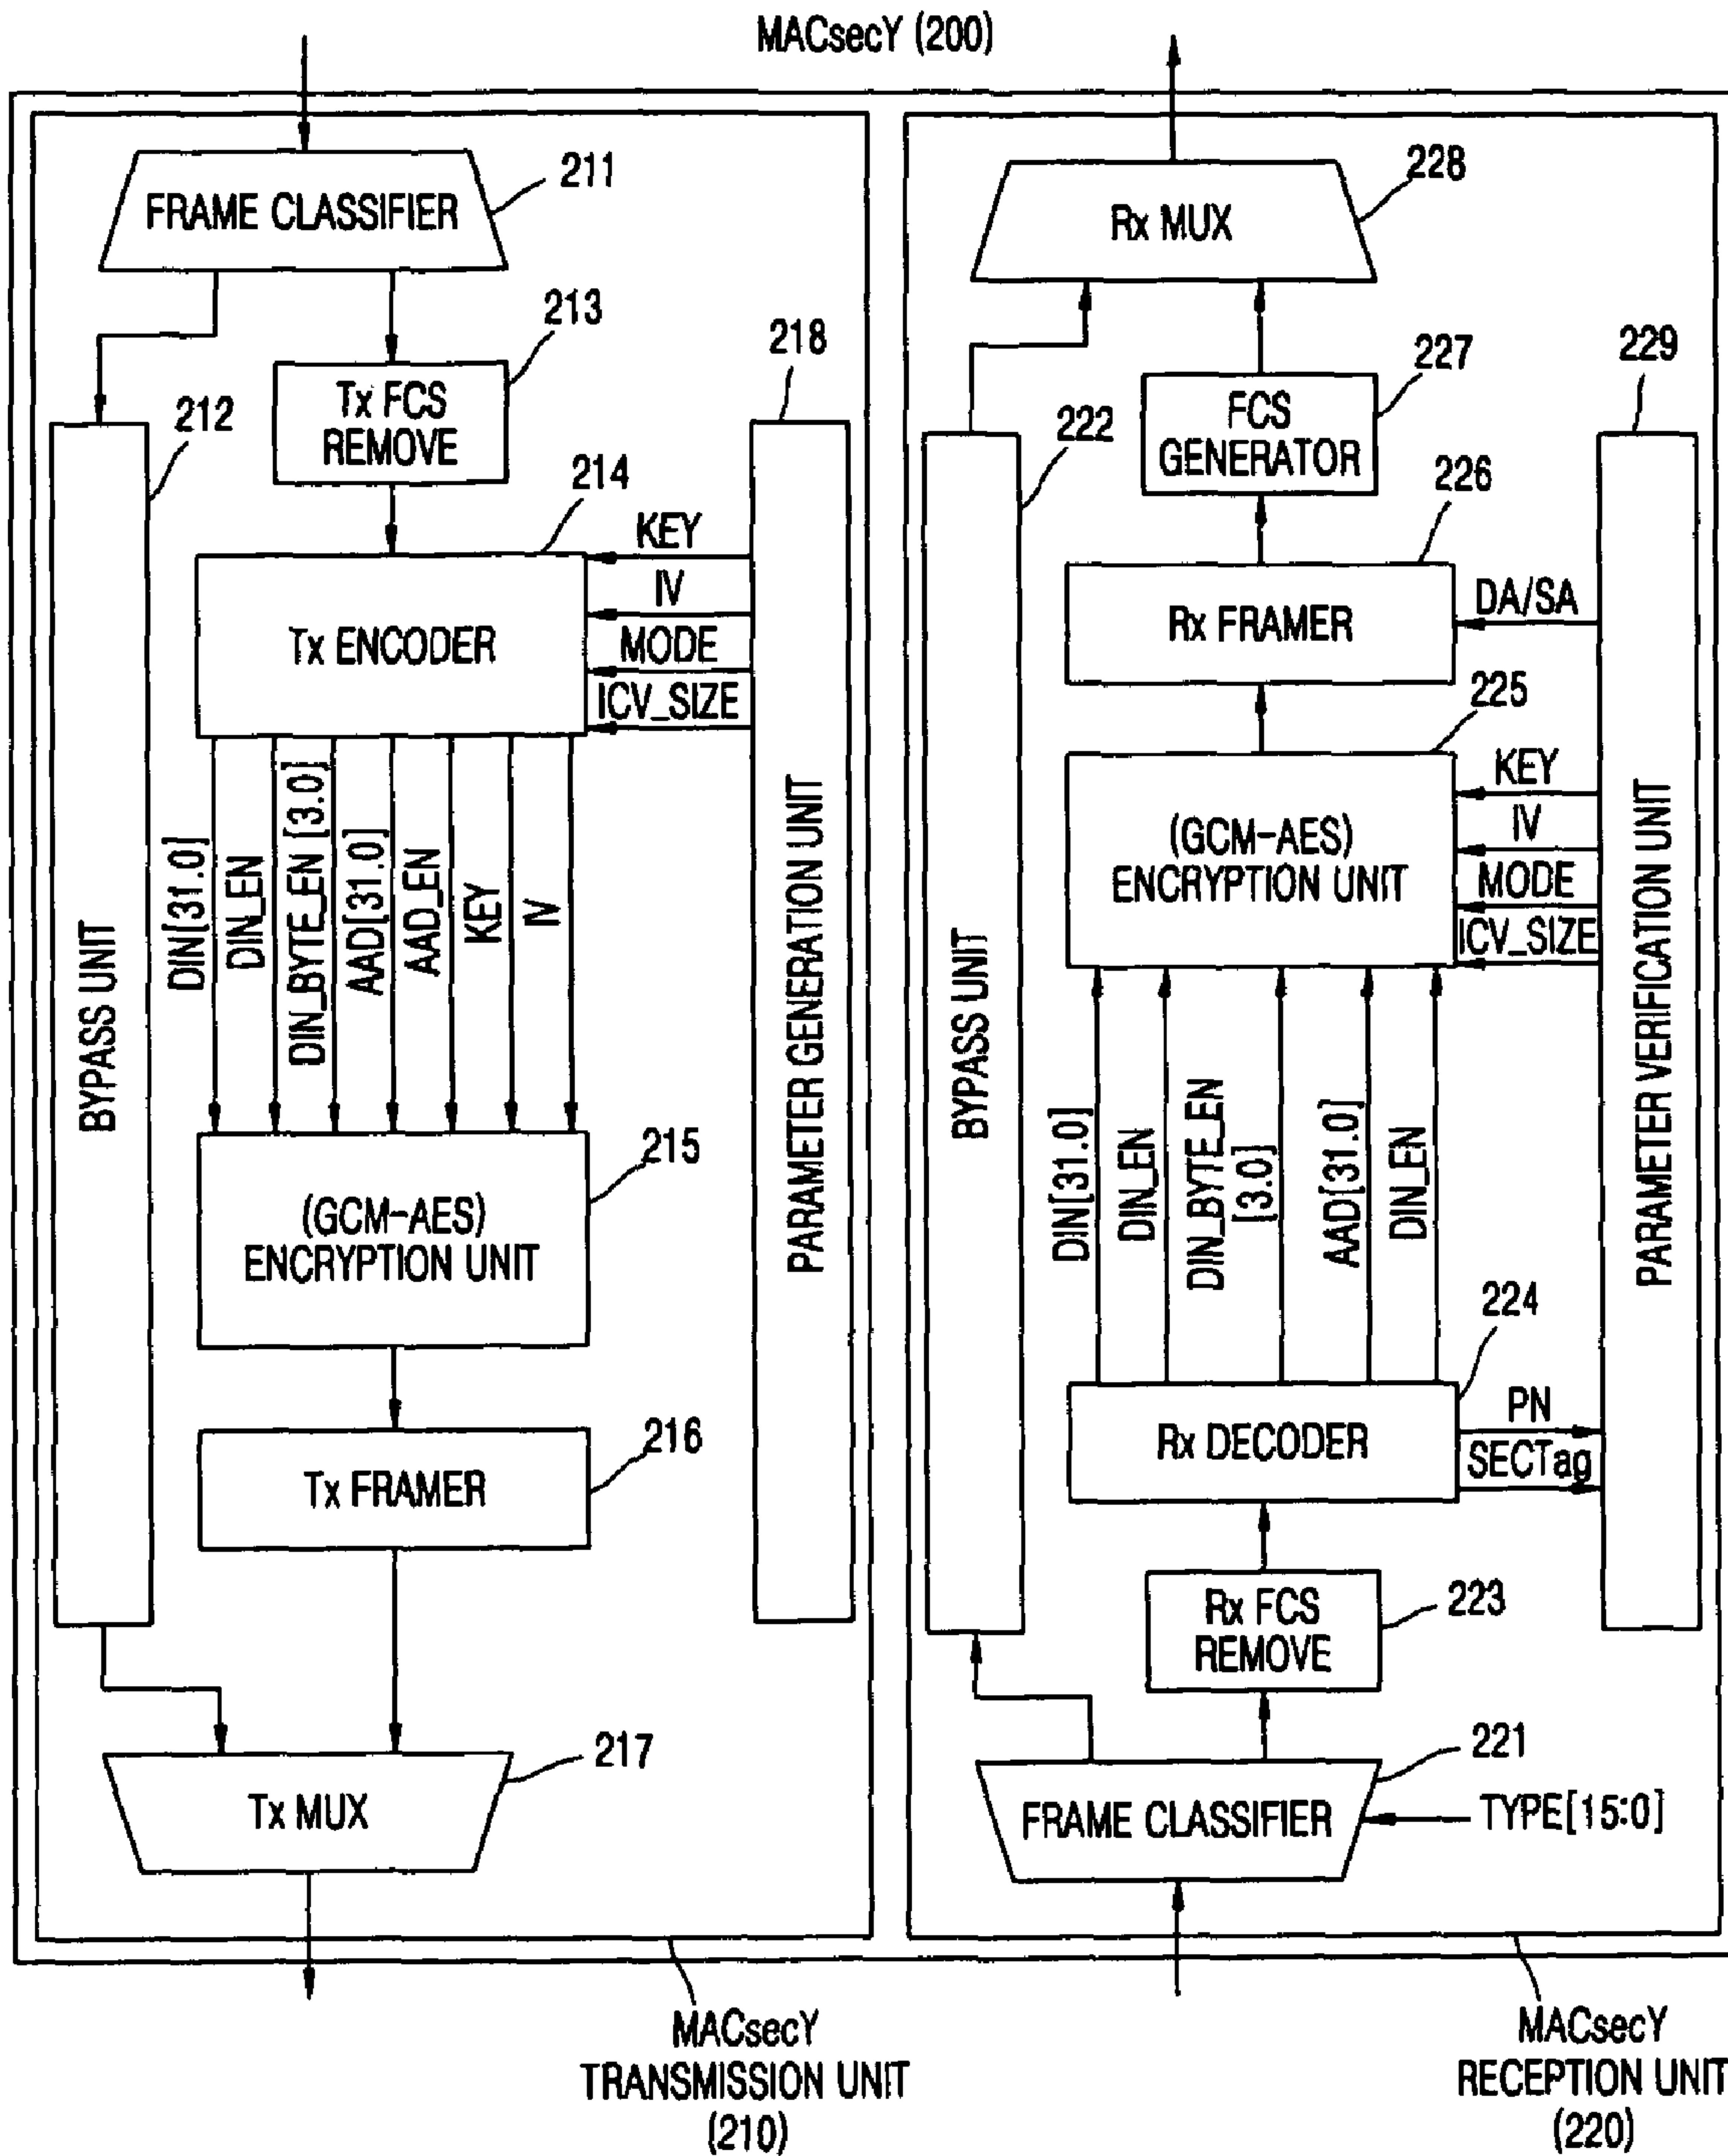 MACsecY (200)
FRAME CLASSIFIER
211
213
Tx FCS
REMOVE
212
218
214
Tx ENCODER
KEY
IV
MODE
ICV_SIZE
BYPASS UNIT
DIN[31.0]
DIN_EN
DIN_BYTE_EN [3.0]
AAD[31.0]
AAD_EN
KEY
IV
PARAMETER GENERATION UNIT
215
(GCM-AES)
ENCRYPTION UNIT
216
Tx FRAMER
217
Tx MUX
MACsecY
TRANSMISSION UNIT
(210)
228
Rx MUX
227
FCS
GENERATOR
229
222
226
Rx FRAMER
DA/SA
225
(GCM-AES)
ENCRYPTION UNIT
KEY
IV
MODE
ICV_SIZE
BYPASS UNIT
DIN[31.0]
DIN_EN
DIN_BYTE_EN
[3.0]
AAD[31.0]
DIN_EN
PARAMETER VERIFICATION UNIT
224
Rx DECODER
PN
SECTag
Rx FCS
REMOVE
223
221
FRAME CLASSIFIER
TYPE[15:0]
MACsecY
RECEPTION UNIT
(220)